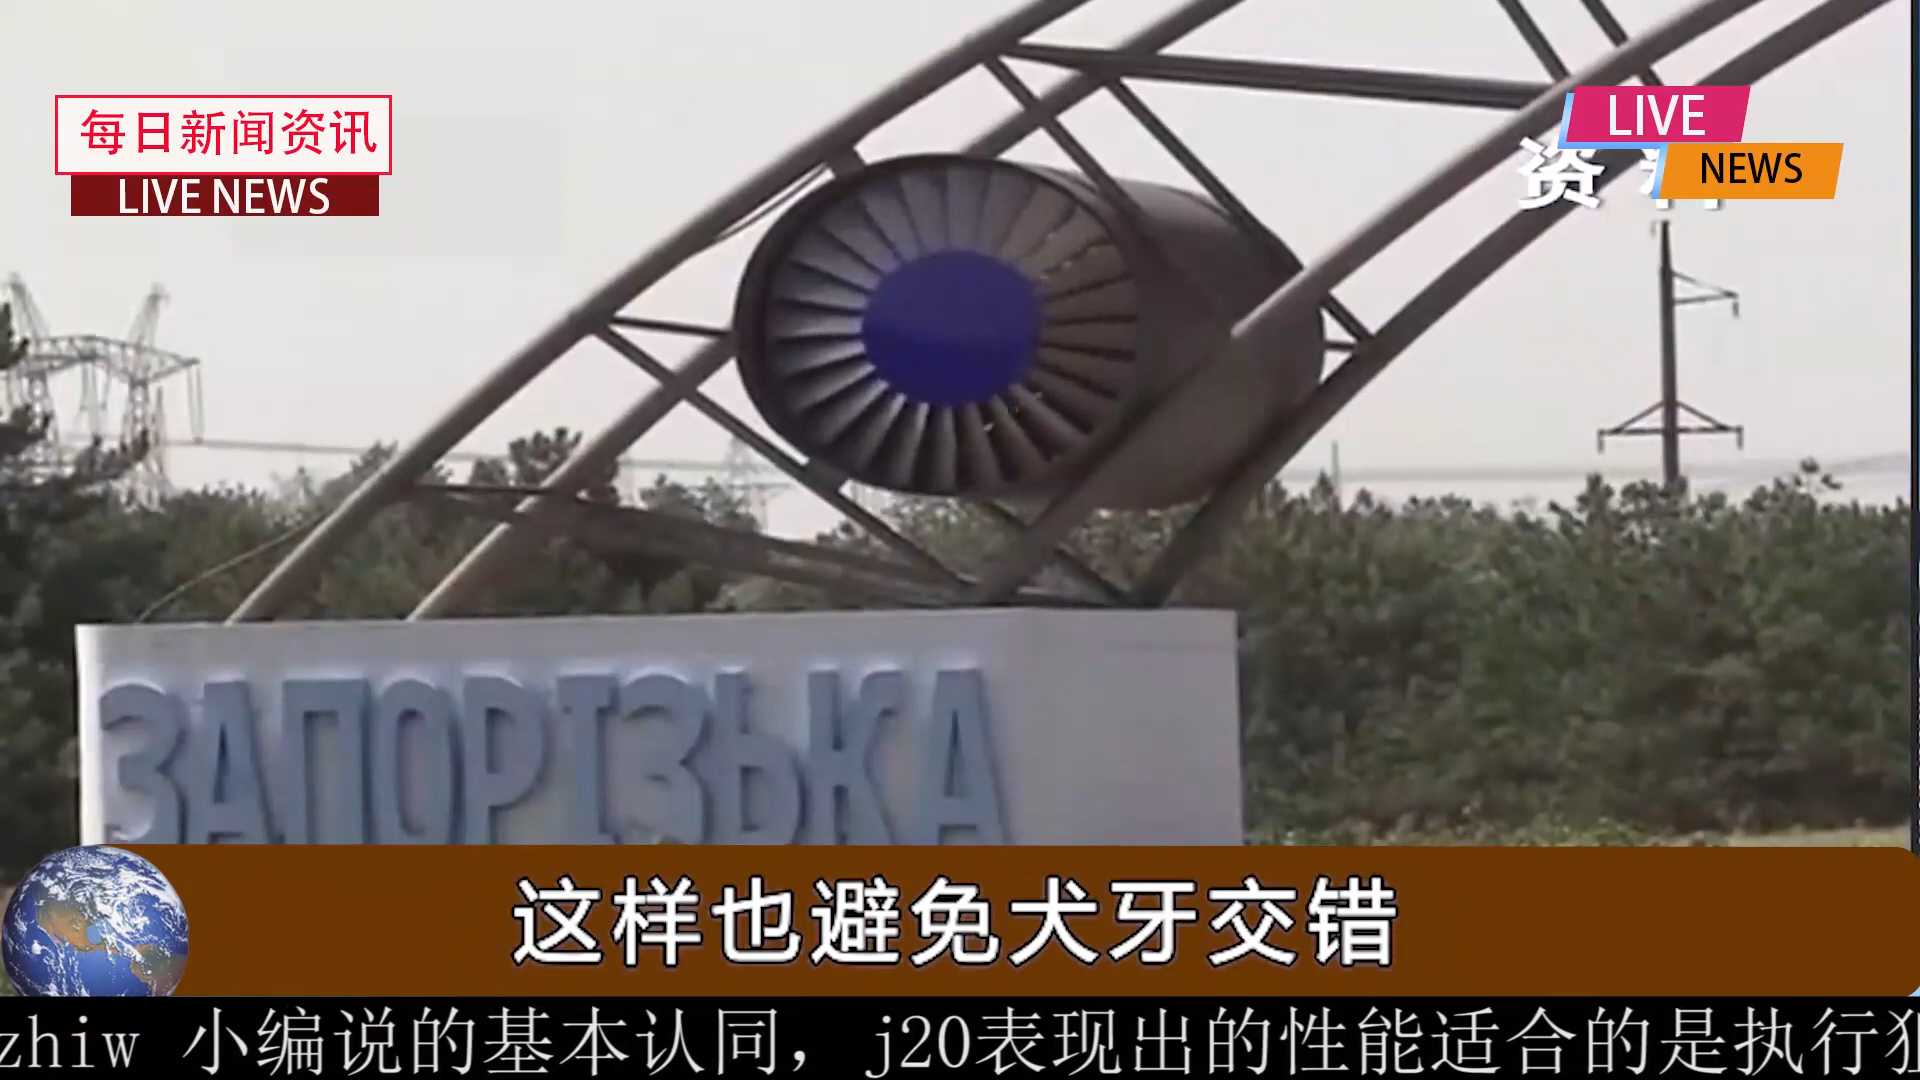 每日新闻资讯
LIVE NEWS
LIVE
NEWS
资
ЗАПОРІЗЬКА
这样也避免犬牙交错
zhiw 小编说的基本认同，j20表现出的性能适合的是执行